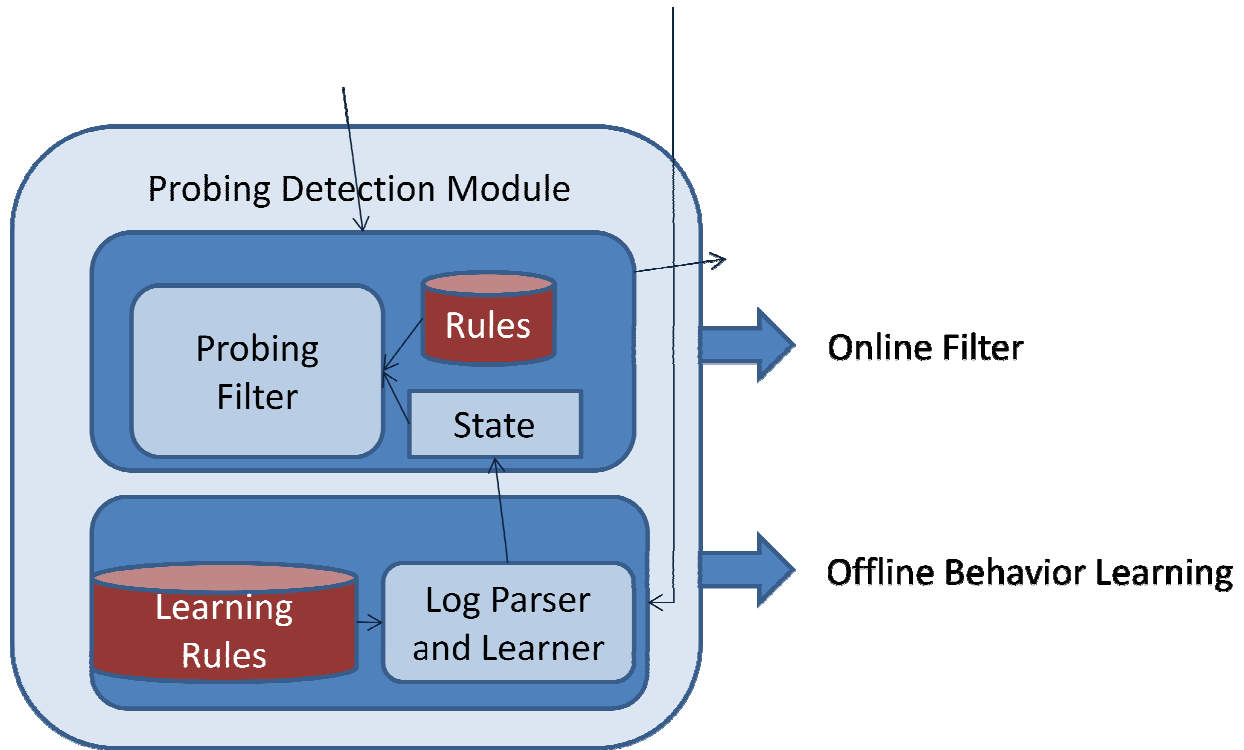 Probing Detection Module
Rules
Probing
Filter
State
Online Filter
Learning
Rules
Log Parser
and Learner
Offline Behavior Learning